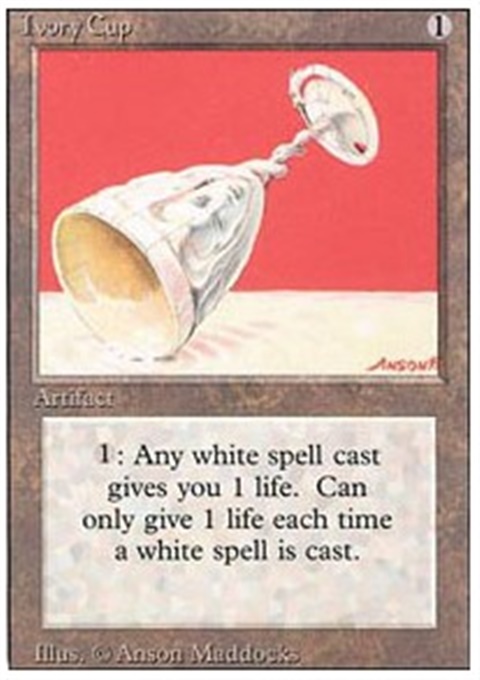 Ivory Cup 1
ANSON
Artifact
1: Any white spell cast
gives you 1 life. Can
only give 1 life each time
a white spell is cast.
Illus. © Anson Maddocks